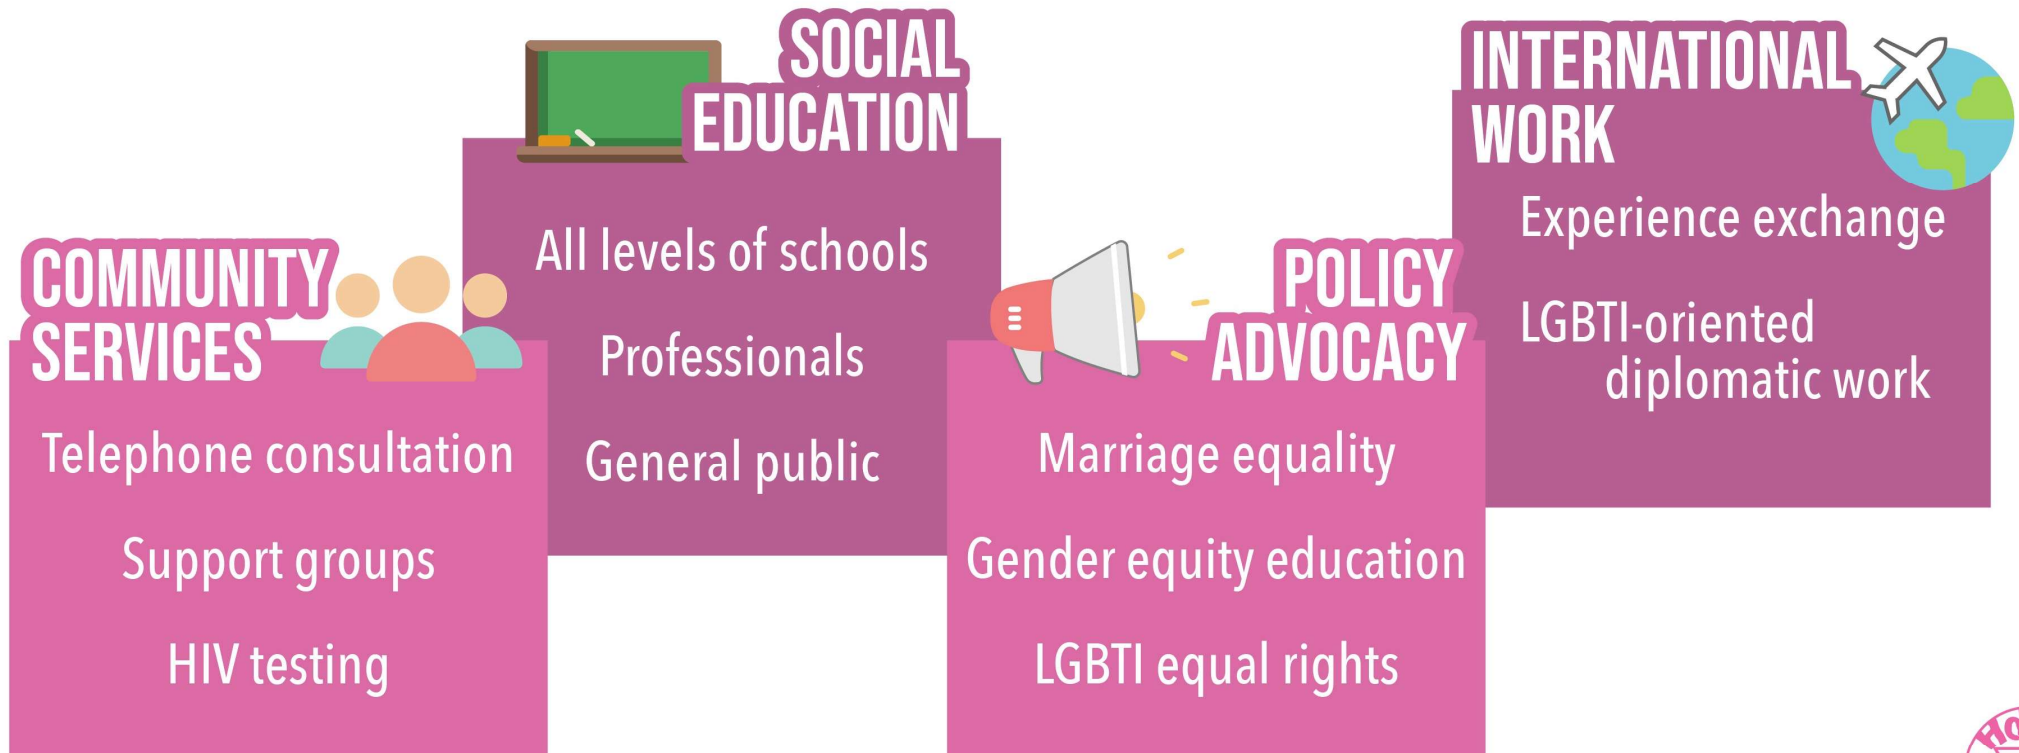 COMMUNITY
SERVICES
Telephone consultation
Support groups
HIV testing
SOCIAL
EDUCATION
All levels of schools
Professionals
General public
POLICY
ADVOCACY
Marriage equality
Gender equity education
LGBTI equal rights
INTERNATIONAL
WORK
Experience exchange
LGBTI-oriented
diplomatic work